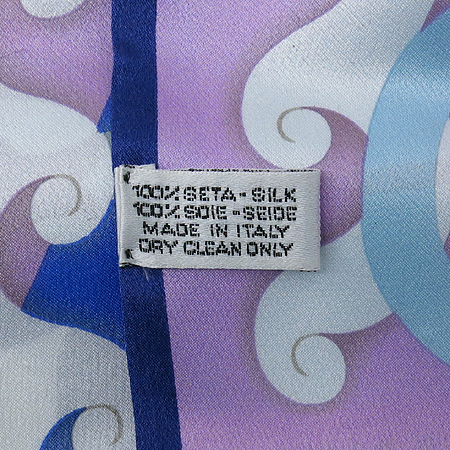 100% SETA - SILK
100% SOIE - SEIDE
MADE IN ITALY
DRY CLEAN ONLY